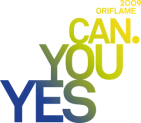 2009
ORIFLAME
CAN.
YOU
YES